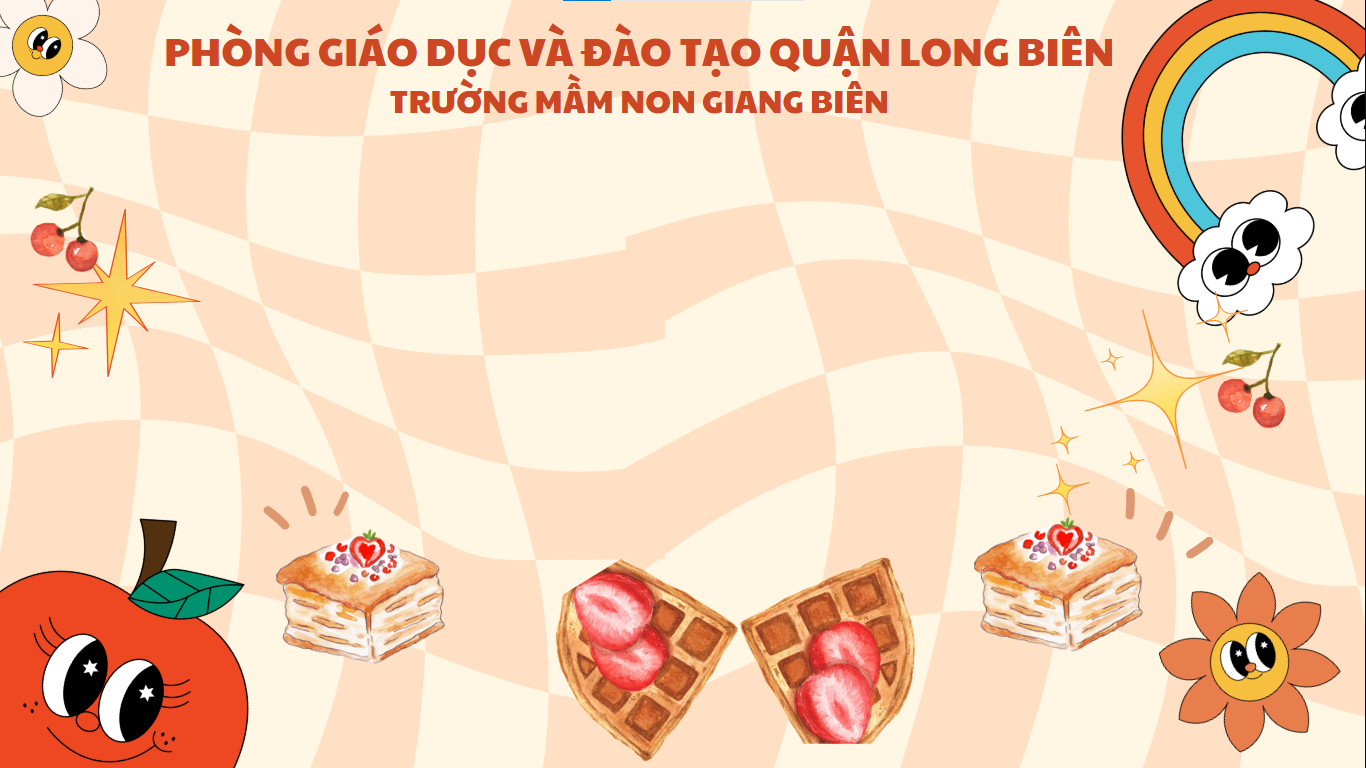 PHÒNG GIÁO DỤC VÀ ĐÀO TẠO QUẬN LONG BIÊN
TRƯỜNG MẦM NON GIANG BIÊN